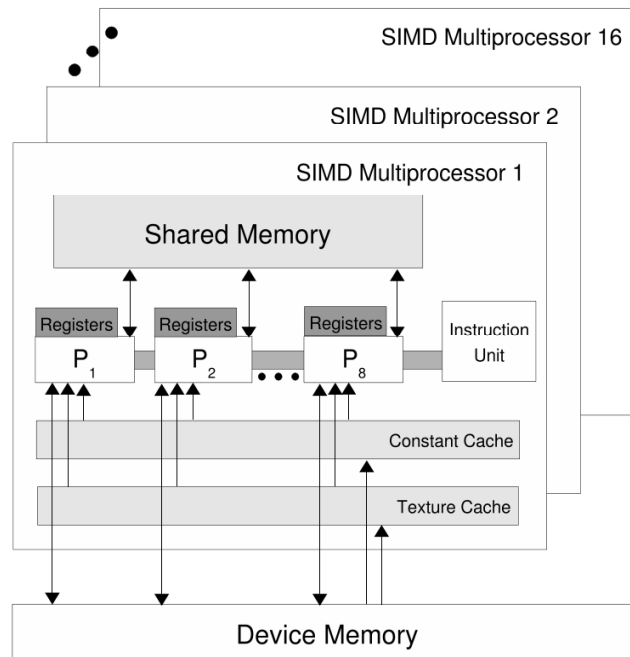 SIMD Multiprocessor 16
SIMD Multiprocessor 2
SIMD Multiprocessor 1
Shared Memory
Registers Registers Registers
P1 P2 P8
Instruction
Unit
Constant Cache
Texture Cache
Device Memory